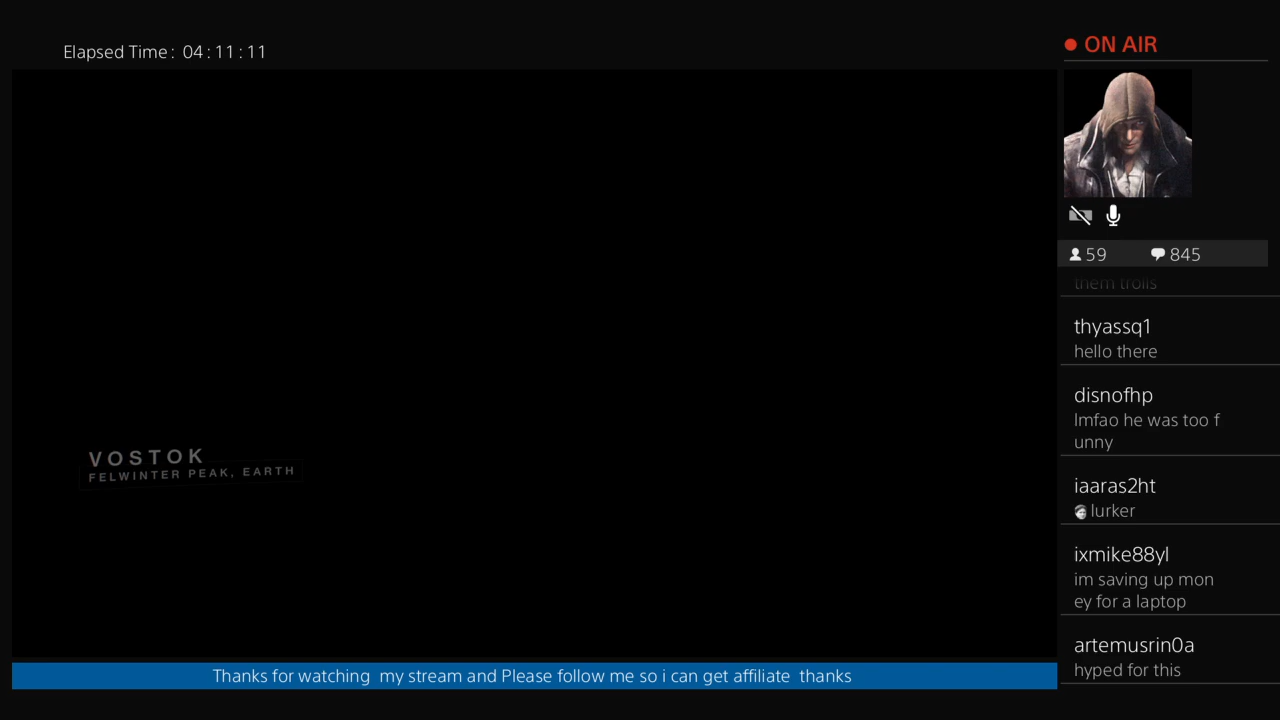 Elapsed Time: 04:11:11
ON AIR
59 845
them trolls
thyassq1
hello there
disnofhp
lmfao he was too f
unny
iaaras2ht
lurker
ixmike88yl
im saving up mon
ey for a laptop
artemusrin0a
hyped for this
VOSTOK
FELWINTER PEAK, EARTH
Thanks for watching my stream and Please follow me so i can get affiliate thanks